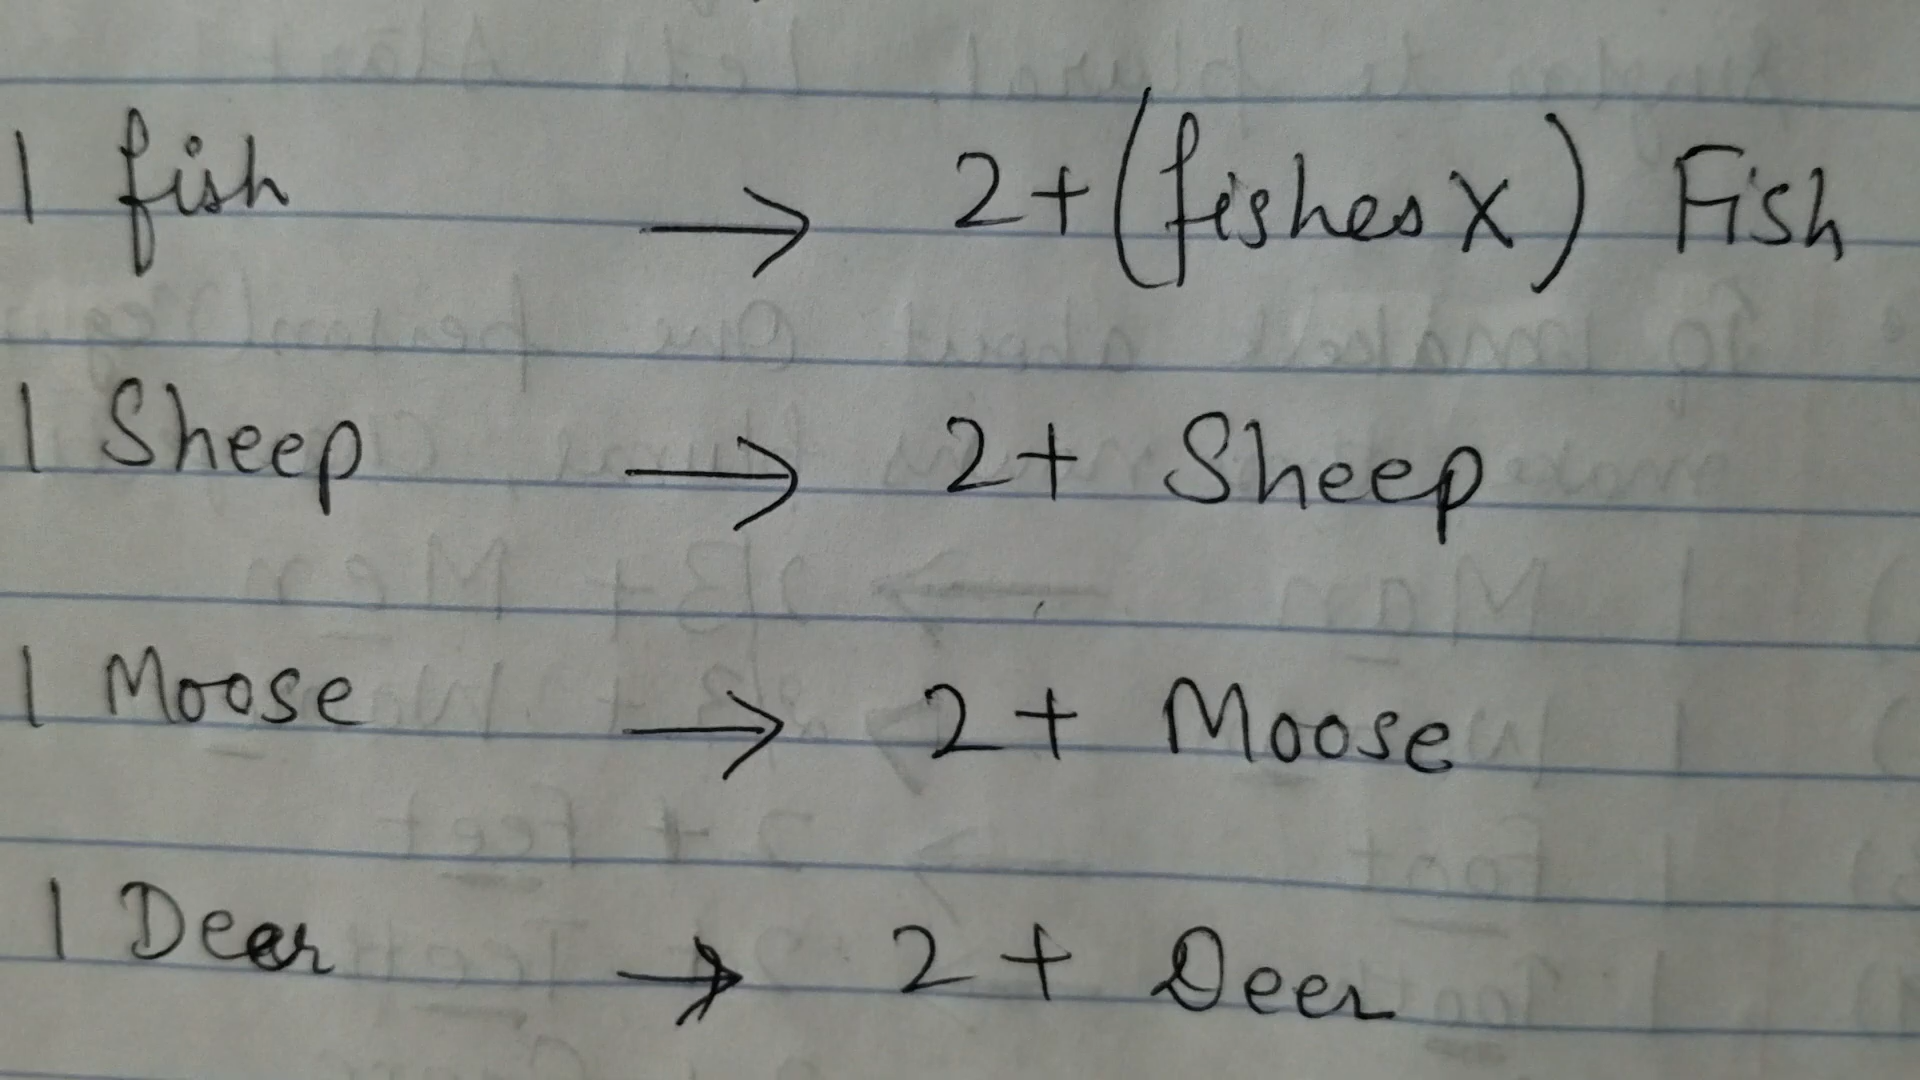 1 fish → 2+ (fishes X) Fish
1 Sheep → 2+ Sheep
1 Moose → 2+ Moose
1 Deer → 2+ Deer